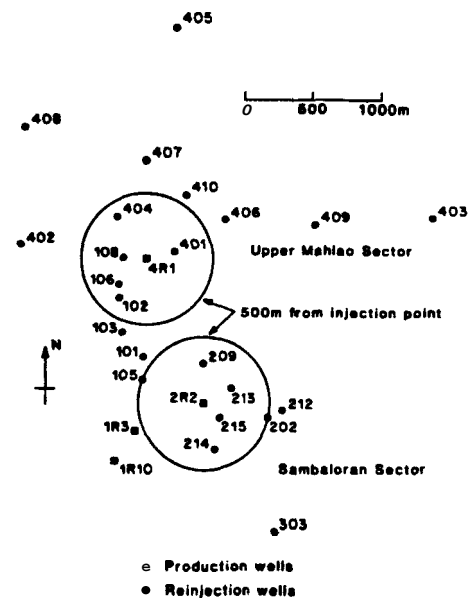 405
0 500 1000m
408
407
410
404
406
409
403
402
108
401
4R1
Upper Mahiao Sector
106
102
500m from injection point
103
N
101
209
105
213
2R2
212
1R3
215
202
214
1R10
Sambaloran Sector
303
e Production wells
● Reinjection wells